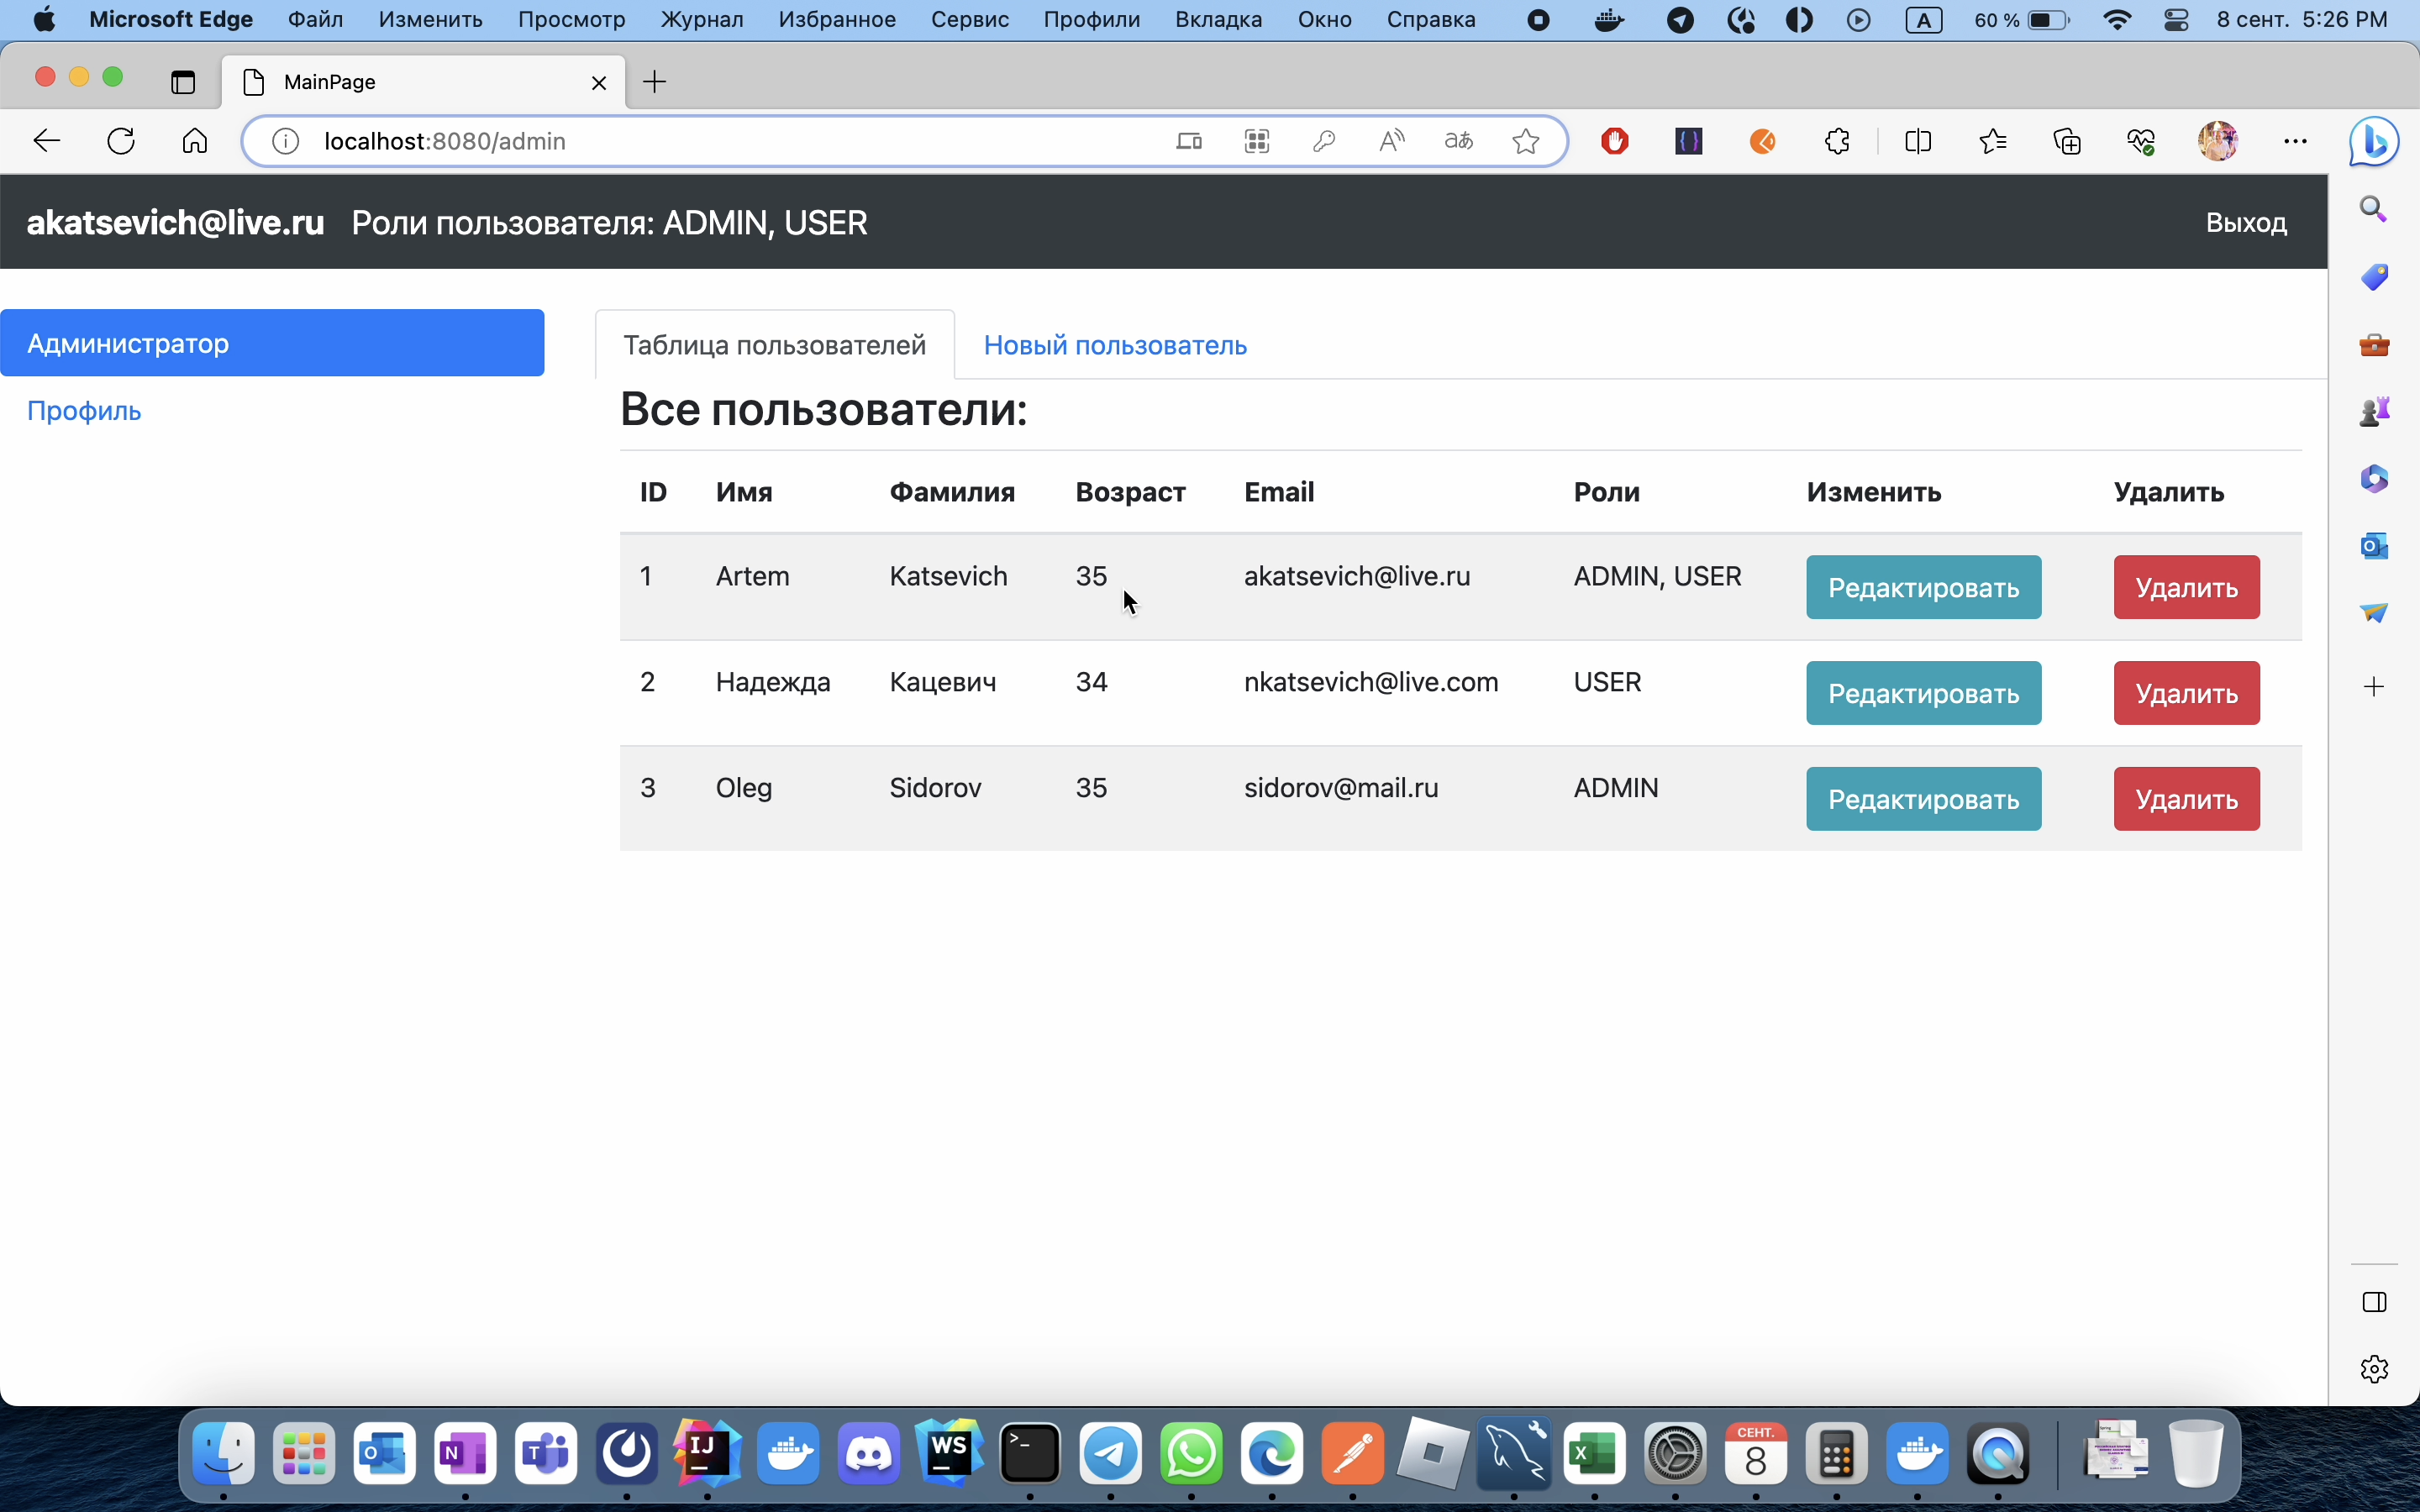 Microsoft Edge Файл Изменить Просмотр Журнал Избранное Сервис Профили Вкладка Окно Справка A 60 % 8 сент. 5:26 PM
MainPage
localhost:8080/admin
akatsevich@live.ru Роли пользователя: ADMIN, USER Выход
Администратор
Профиль
Таблица пользователей Новый пользователь
Все пользователи:
ID Имя Фамилия Возраст Email Роли Изменить Удалить
1 Artem Katsevich 35 akatsevich@live.ru ADMIN, USER Редактировать Удалить
2 Надежда Кацевич 34 nkatsevich@live.com USER Редактировать Удалить
3 Oleg Sidorov 35 sidorov@mail.ru ADMIN Редактировать Удалить
IJ WS СЕНТ. 8